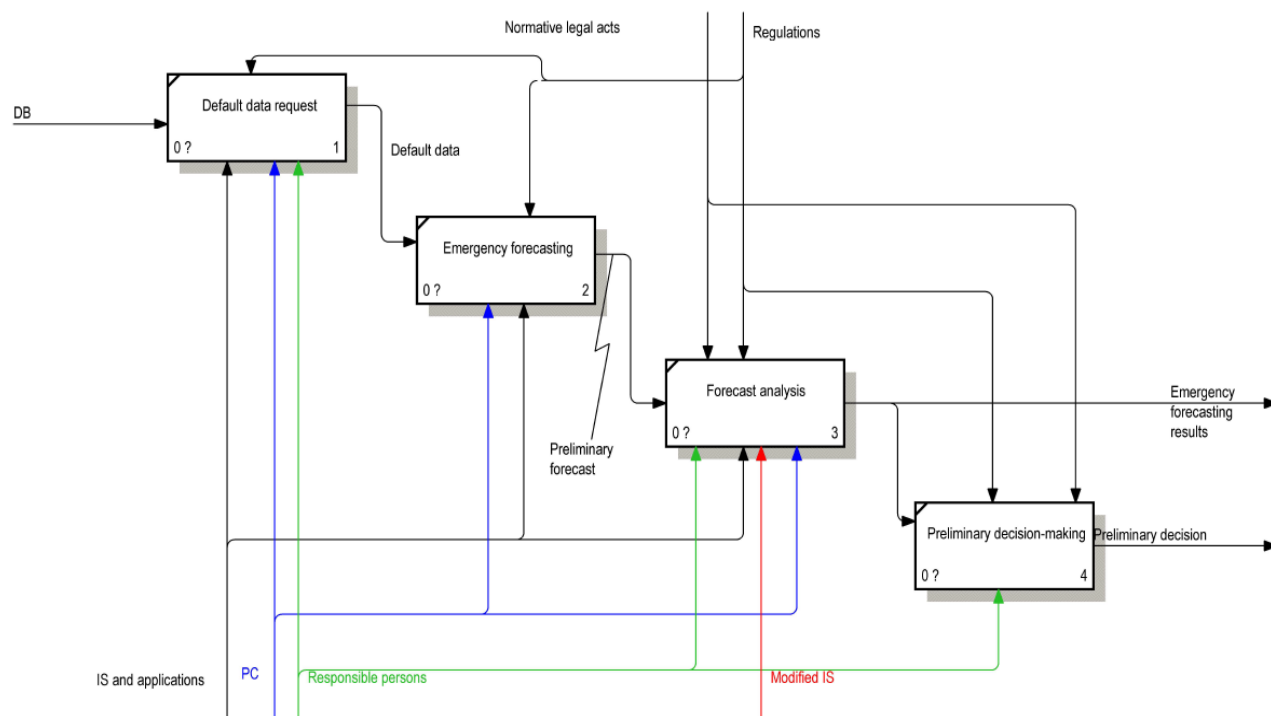 Normative legal acts
Regulations
DB
Default data request
0 ?
1
Default data
Emergency forecasting
0 ?
2
Preliminary
forecast
Forecast analysis
0 ?
3
Emergency
forecasting
results
Preliminary decision-making
0 ?
4
Preliminary decision
IS and applications
PC
Responsible persons
Modified IS